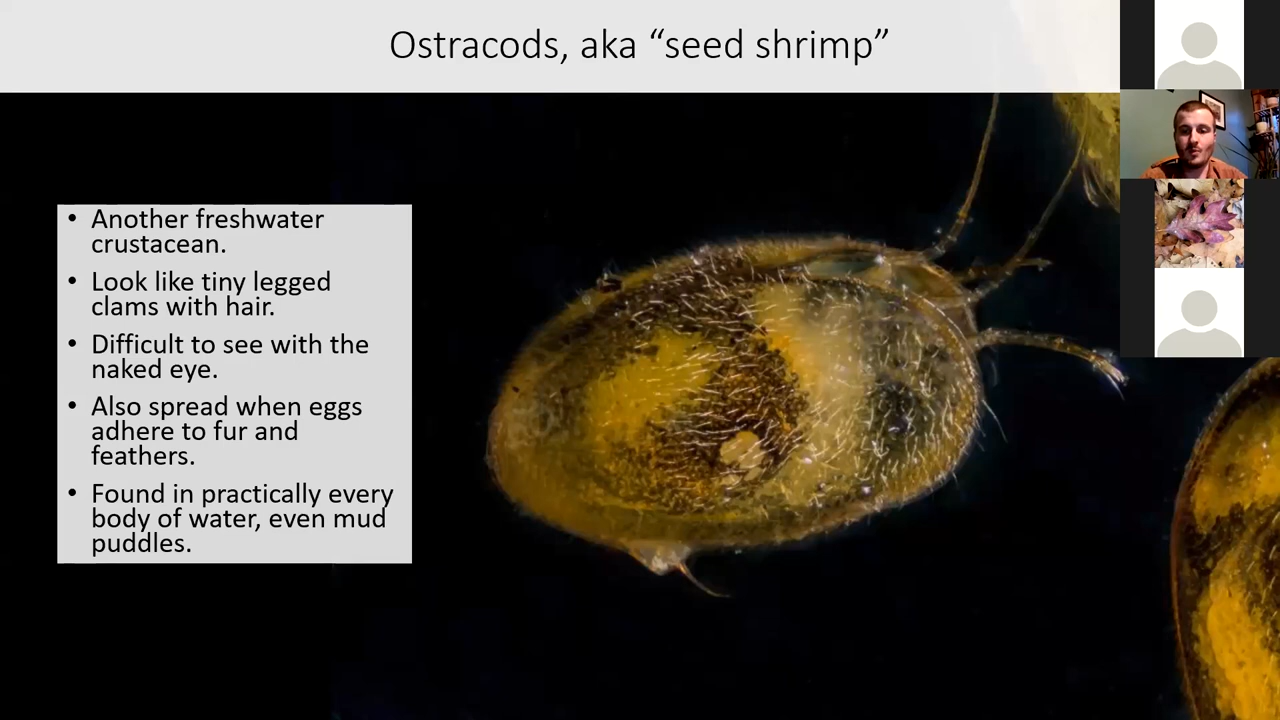 Ostracods, aka “seed shrimp”
• Another freshwater
crustacean.
• Look like tiny legged
clams with hair.
• Difficult to see with the
naked eye.
• Also spread when eggs
adhere to fur and
feathers.
• Found in practically every
body of water, even mud
puddles.